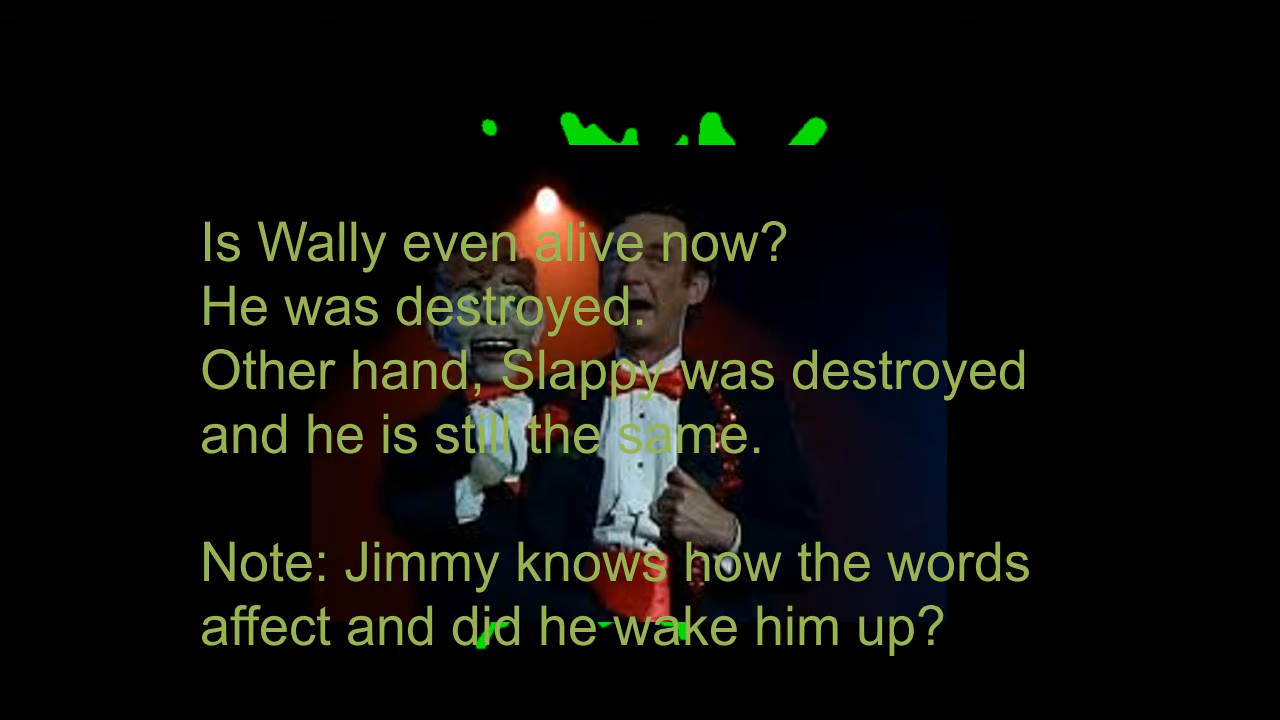 Is Wally even alive now?
He was destroyed.
Other hand, Slappy was destroyed
and he is still the same.
Note: Jimmy knows how the words
affect and did he wake him up?